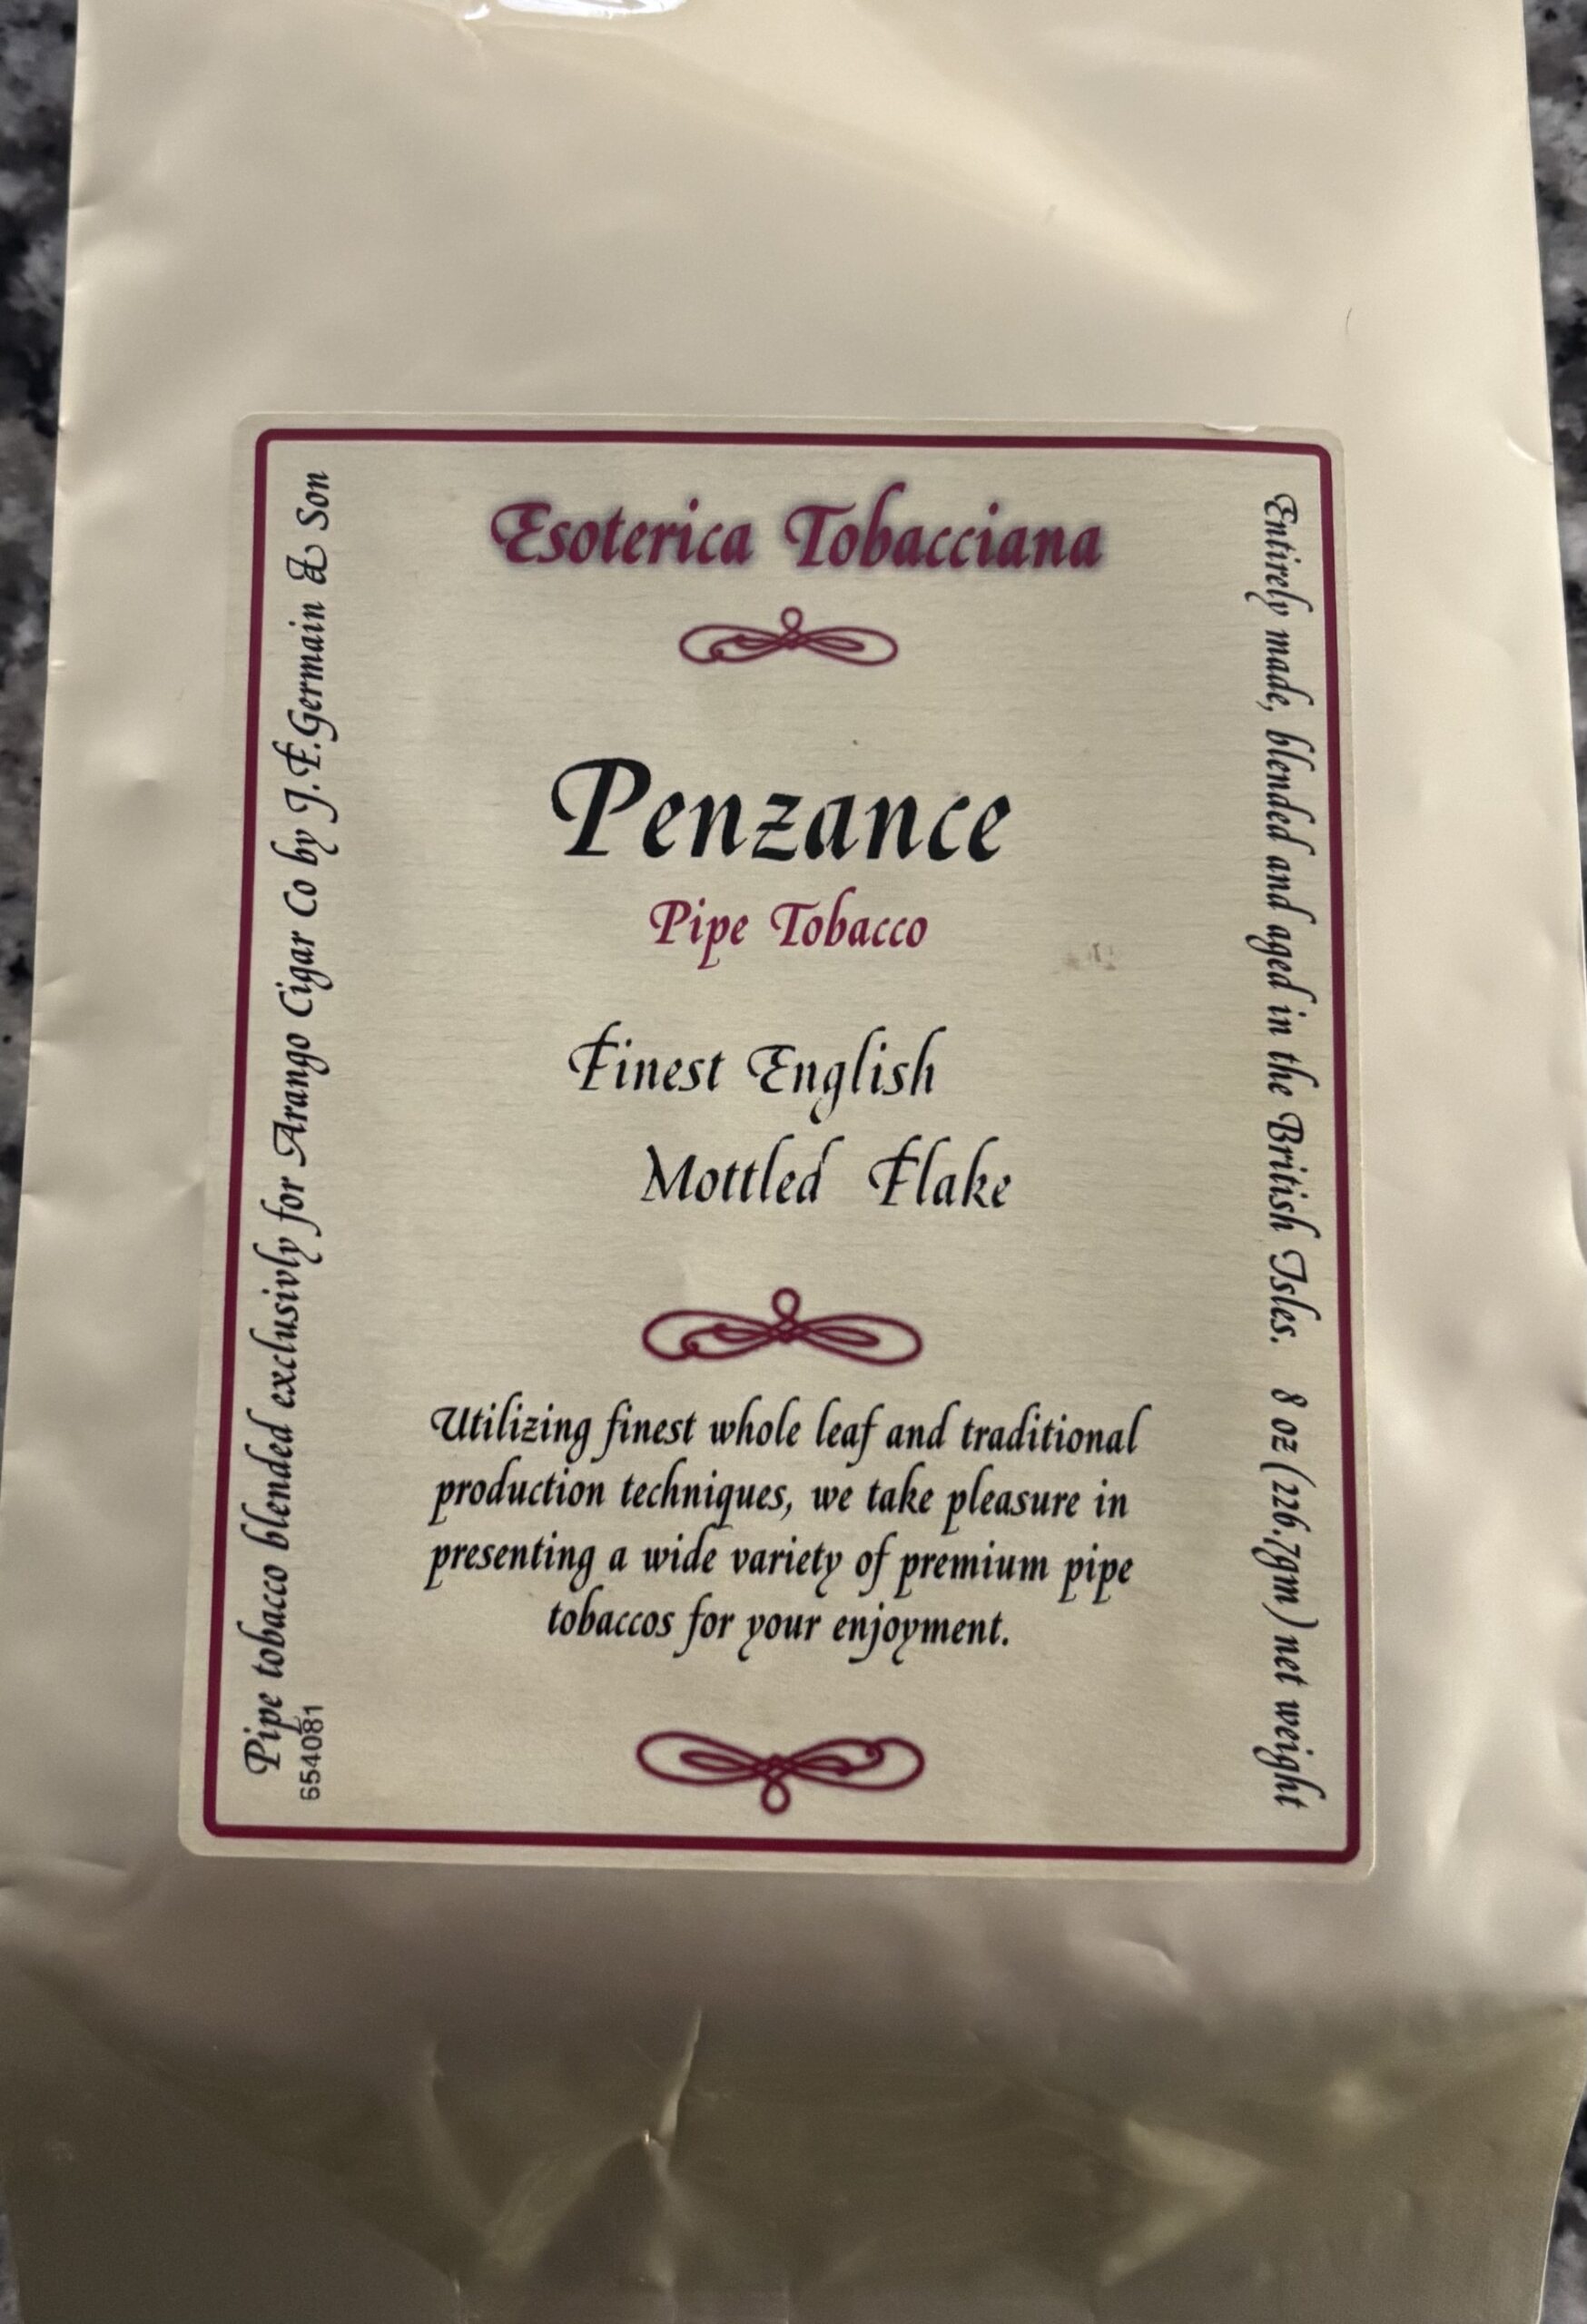 Esoterica Tobacciana
Penzance
Pipe Tobacco
Finest English
Mottled Flake
Utilizing finest whole leaf and traditional
production techniques, we take pleasure in
presenting a wide variety of premium pipe
tobaccos for your enjoyment.
Pipe tobacco blended exclusivly for Arango Cigar Co by J.F.Germain & Son
654081
Entirely made, blended and aged in the British Isles. 8 oz (226.7gm) net weight